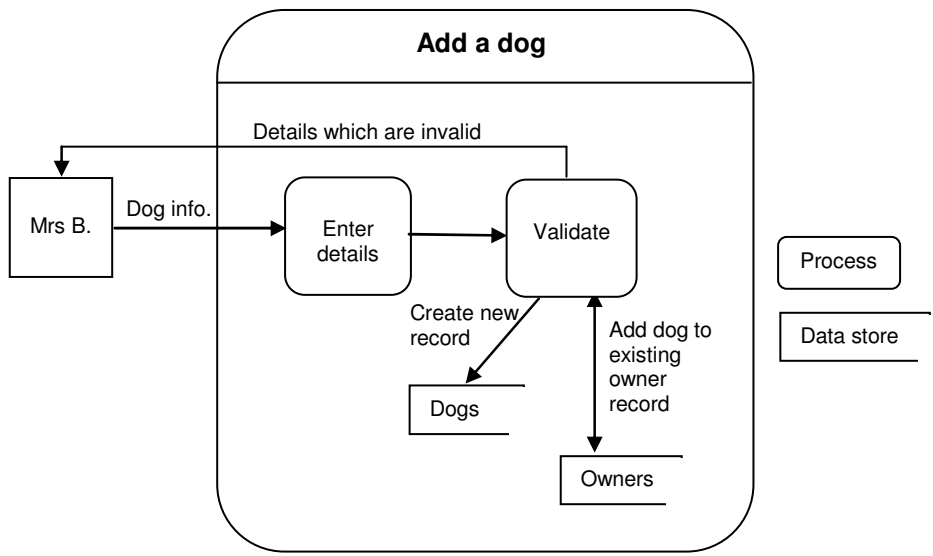 Add a dog
Details which are invalid
Mrs B.
Dog info.
Enter
details
Validate
Process
Create new
record
Add dog to
existing
owner
record
Data store
Dogs
Owners